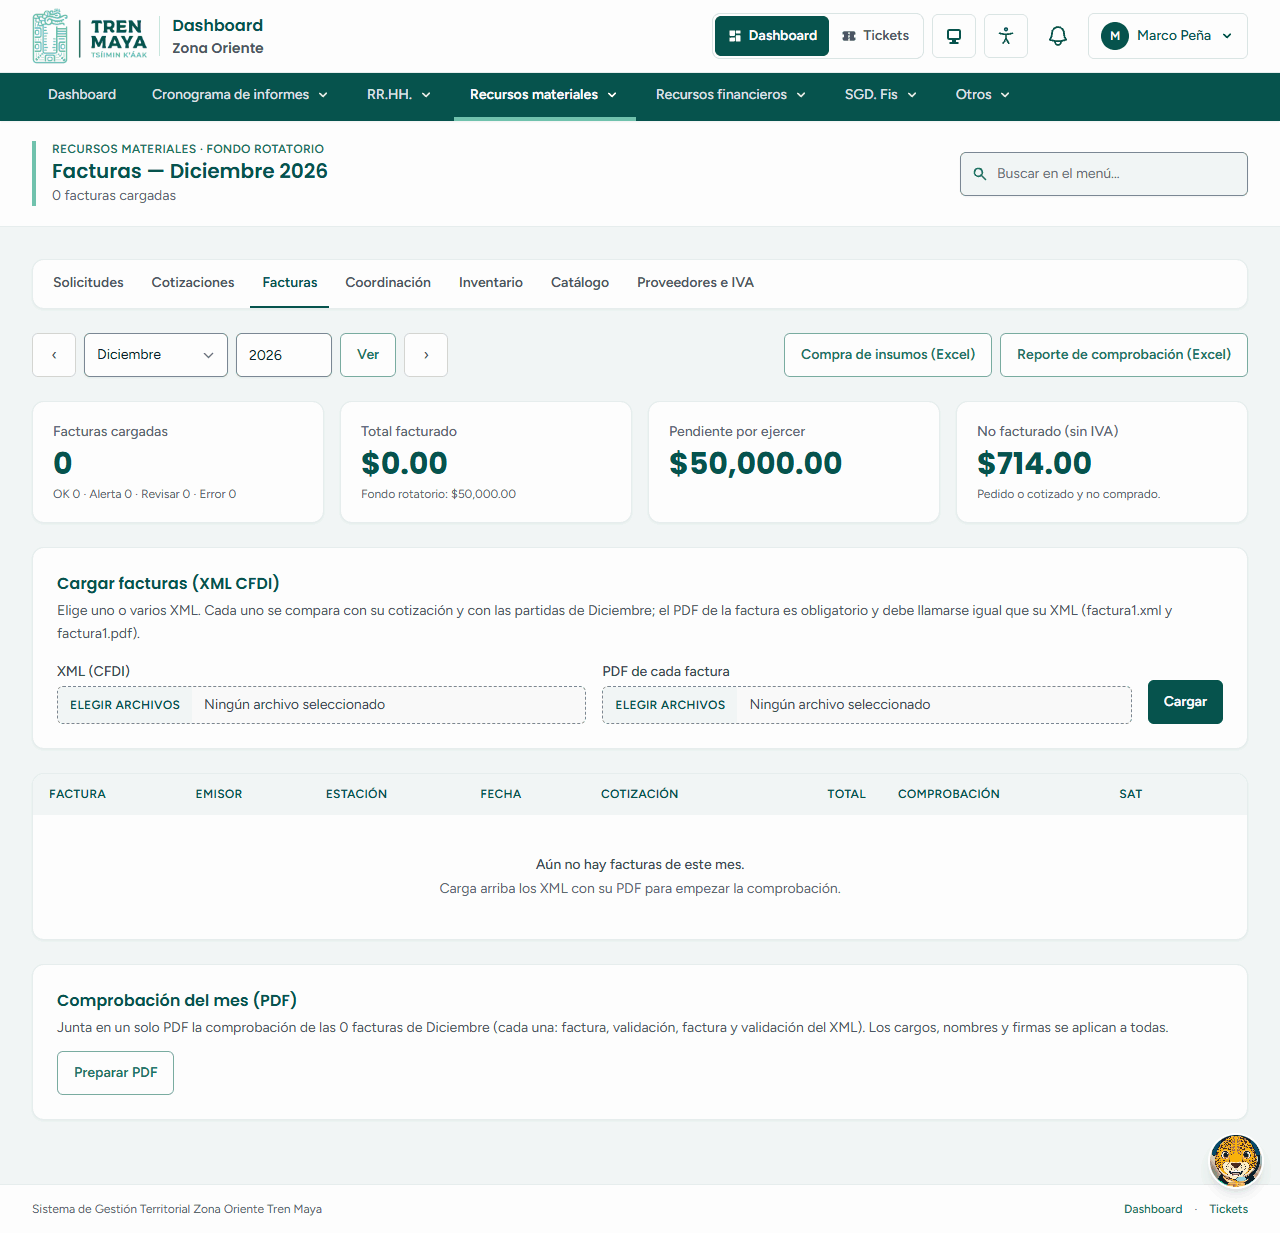 TREN
MAYA
TSÍIMIN K'ÁAK
Dashboard
Zona Oriente
Dashboard
Tickets
M
Marco Peña
Dashboard
Cronograma de informes
RR.HH.
Recursos materiales
Recursos financieros
SGD. Fis
Otros
RECURSOS MATERIALES · FONDO ROTATORIO
Facturas — Diciembre 2026
0 facturas cargadas
Buscar en el menú...
Solicitudes
Cotizaciones
Facturas
Coordinación
Inventario
Catálogo
Proveedores e IVA
‹
Diciembre
2026
Ver
›
Compra de insumos (Excel)
Reporte de comprobación (Excel)
Facturas cargadas
0
OK 0 · Alerta 0 · Revisar 0 · Error 0
Total facturado
$0.00
Fondo rotatorio: $50,000.00
Pendiente por ejercer
$50,000.00
No facturado (sin IVA)
$714.00
Pedido o cotizado y no comprado.
Cargar facturas (XML CFDI)
Elige uno o varios XML. Cada uno se compara con su cotización y con las partidas de Diciembre; el PDF de la factura es obligatorio y debe llamarse igual que su XML (factura1.xml y
factura1.pdf).
XML (CFDI)
ELEGIR ARCHIVOS Ningún archivo seleccionado
PDF de cada factura
ELEGIR ARCHIVOS Ningún archivo seleccionado
Cargar
FACTURA EMISOR ESTACIÓN FECHA COTIZACIÓN TOTAL COMPROBACIÓN SAT
Aún no hay facturas de este mes.
Carga arriba los XML con su PDF para empezar la comprobación.
Comprobación del mes (PDF)
Junta en un solo PDF la comprobación de las 0 facturas de Diciembre (cada una: factura, validación, factura y validación del XML). Los cargos, nombres y firmas se aplican a todas.
Preparar PDF
Sistema de Gestión Territorial Zona Oriente Tren Maya
Dashboard · Tickets